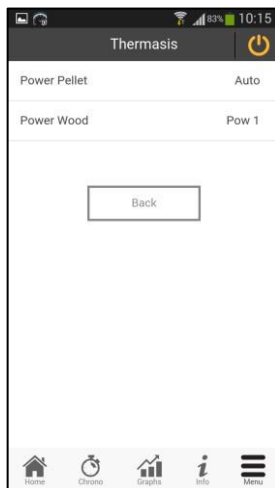 83% 10:15
Thermasis
Power Pellet Auto
Power Wood Pow 1
Back
Home Chrono Graphs Info Menu